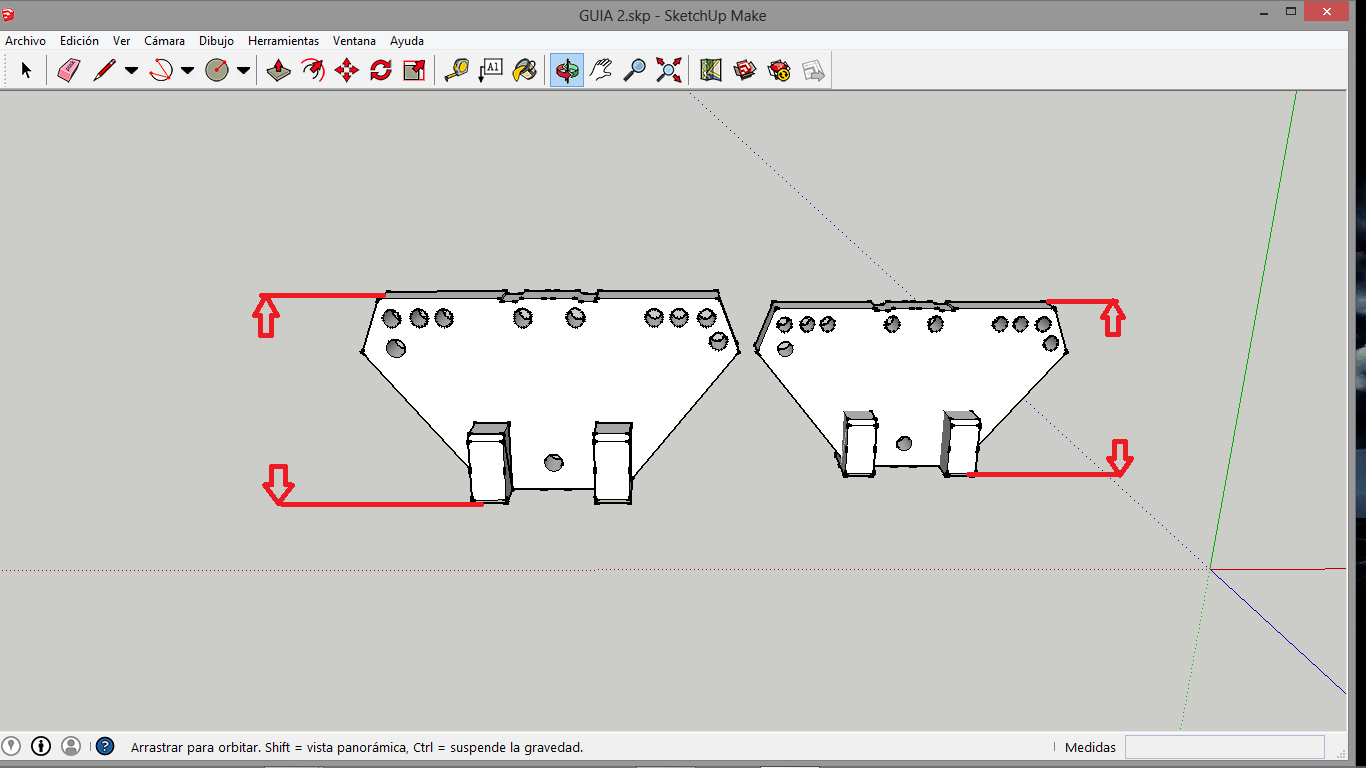 GUIA 2.skp - SketchUp Make
Archivo Edición Ver Cámara Dibujo Herramientas Ventana Ayuda
A1
Arrastrar para orbitar. Shift = vista panorámica, Ctrl = suspende la gravedad. Medidas